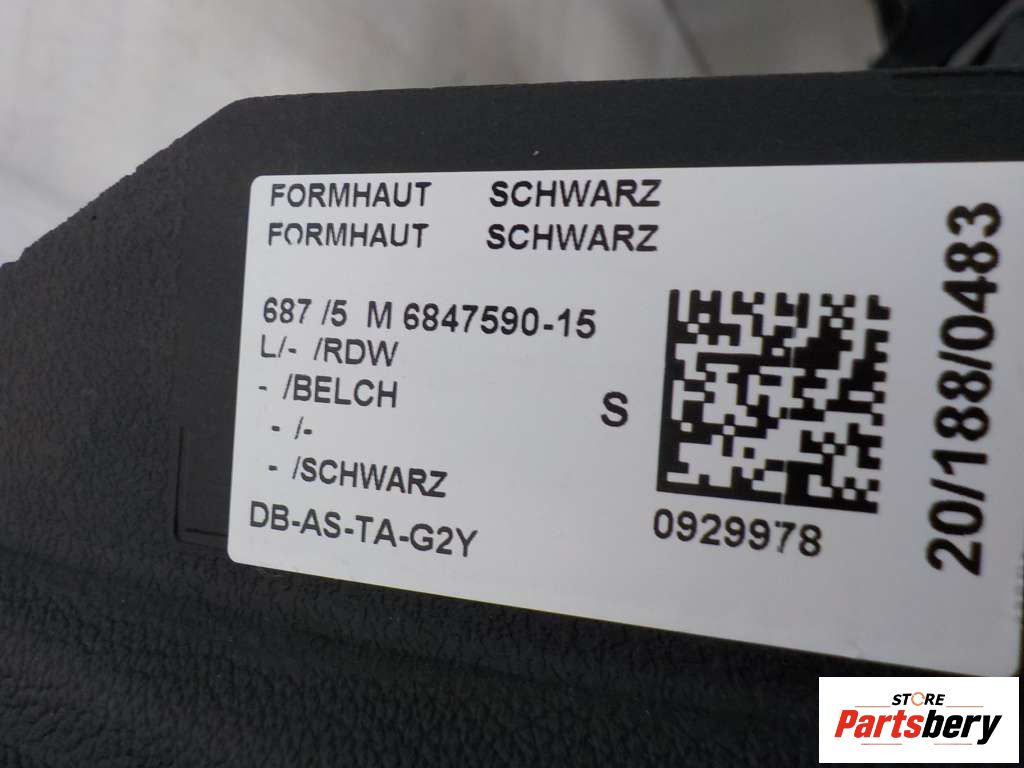 FORMHAUT SCHWARZ
FORMHAUT SCHWARZ
687 /5 M 6847590-15
L/- /RDW
- /BELCH
- /-
- /SCHWARZ
DB-AS-TA-G2Y
S
0929978
20/188/0483
STORE
Partsbery